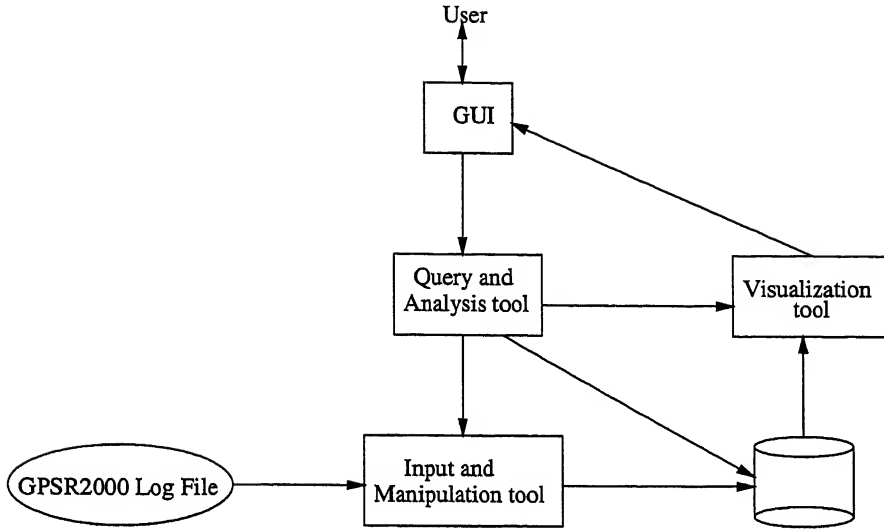 User
GUI
Query and
Analysis tool
Visualization
tool
GPSR2000 Log File
Input and
Manipulation tool